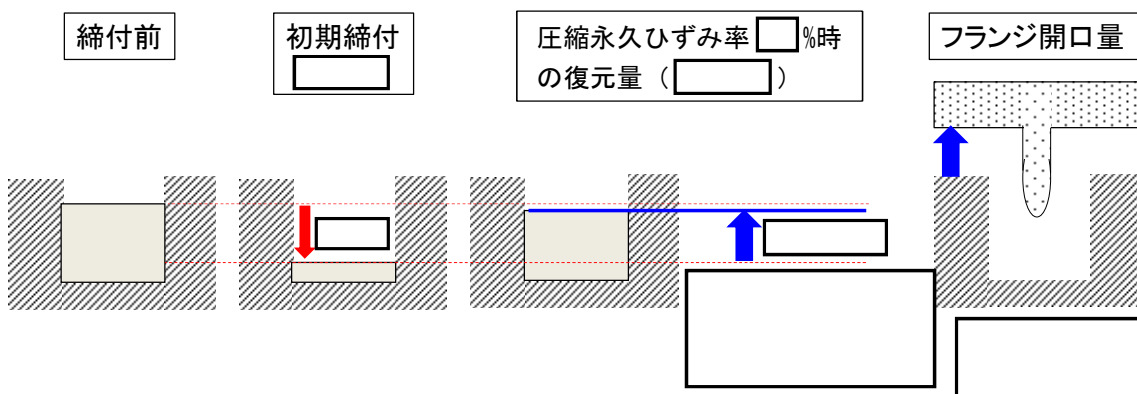 締付前
初期締付
圧縮永久ひずみ率 %時
の復元量（ ）
フランジ開口量